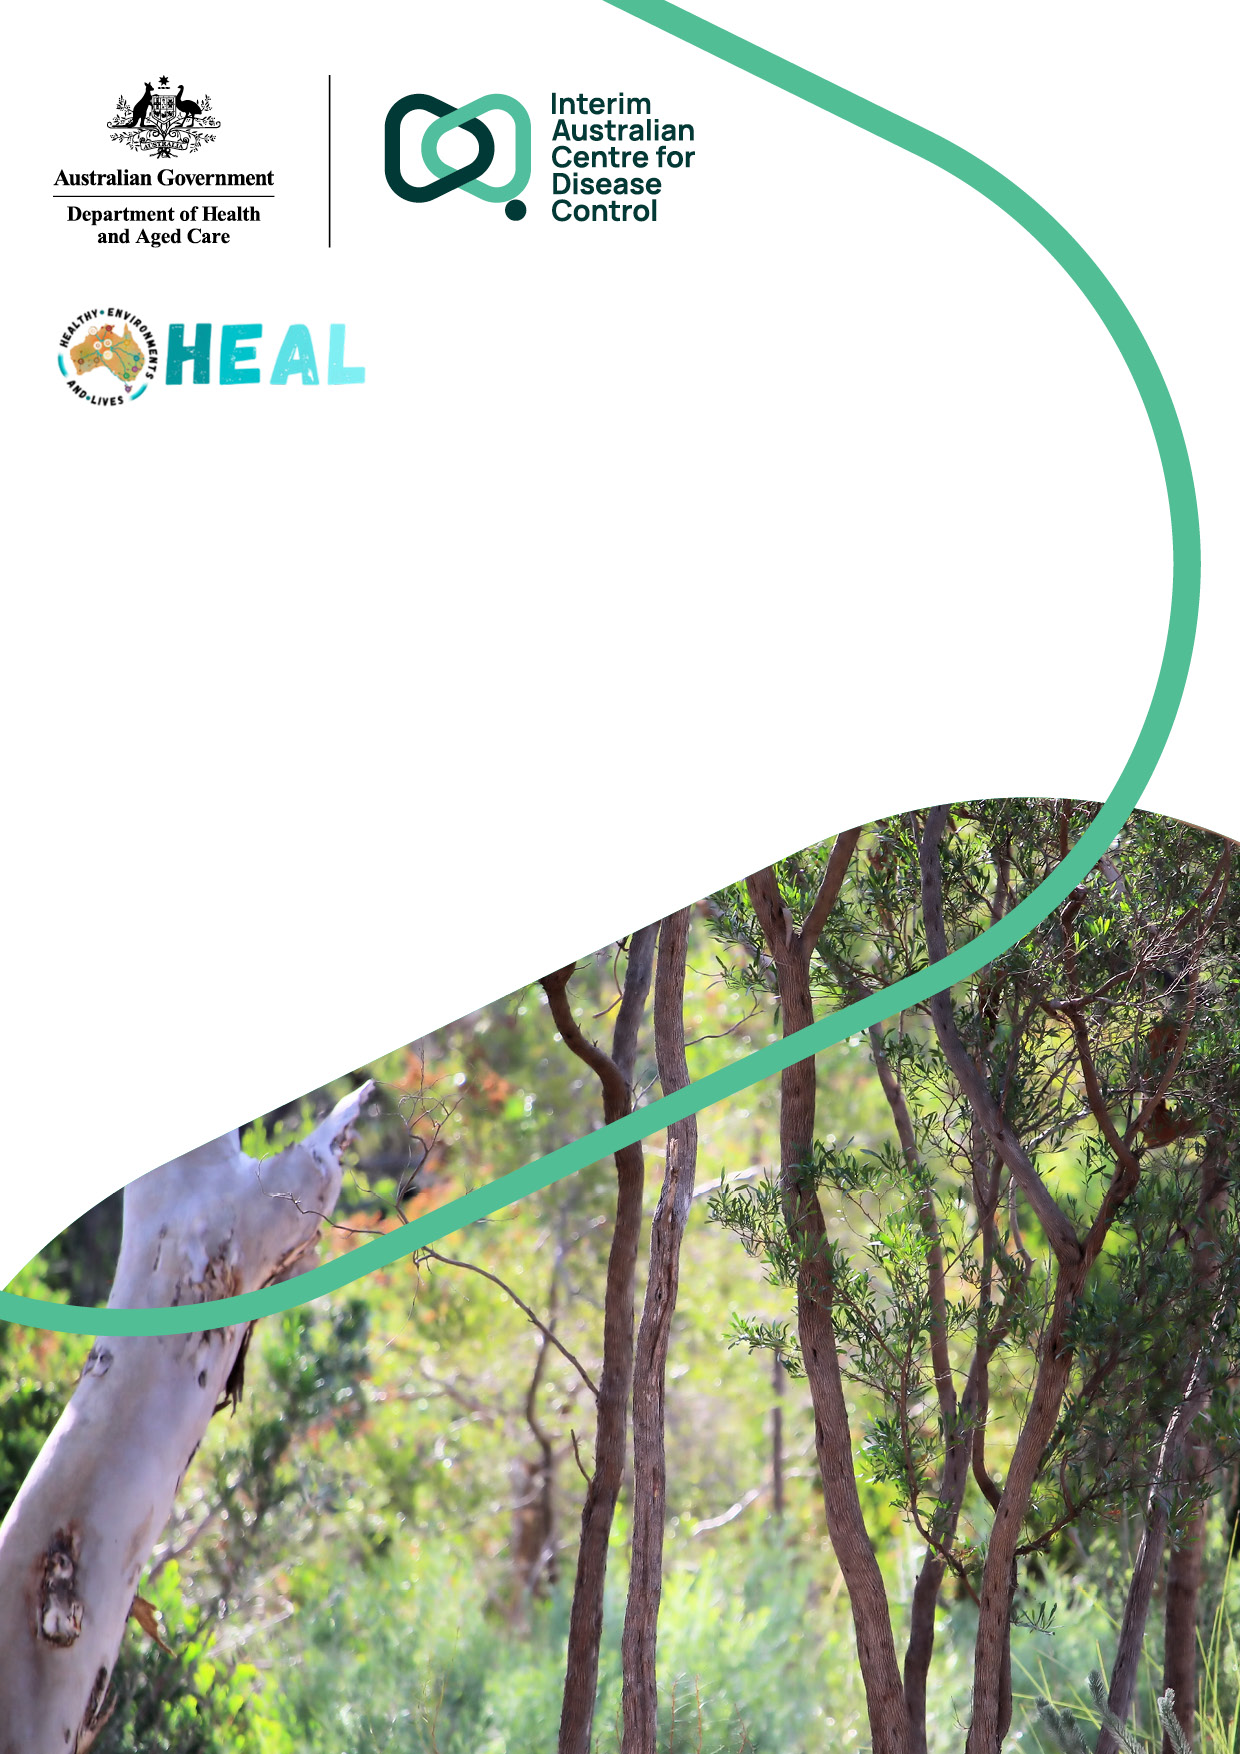 AUSTRALIA
Australian Government
Department of Health
and Aged Care
Interim
Australian
Centre for
Disease
Control
HEALTHY • ENVIRONMENTS
AND • LIVES
HEAL